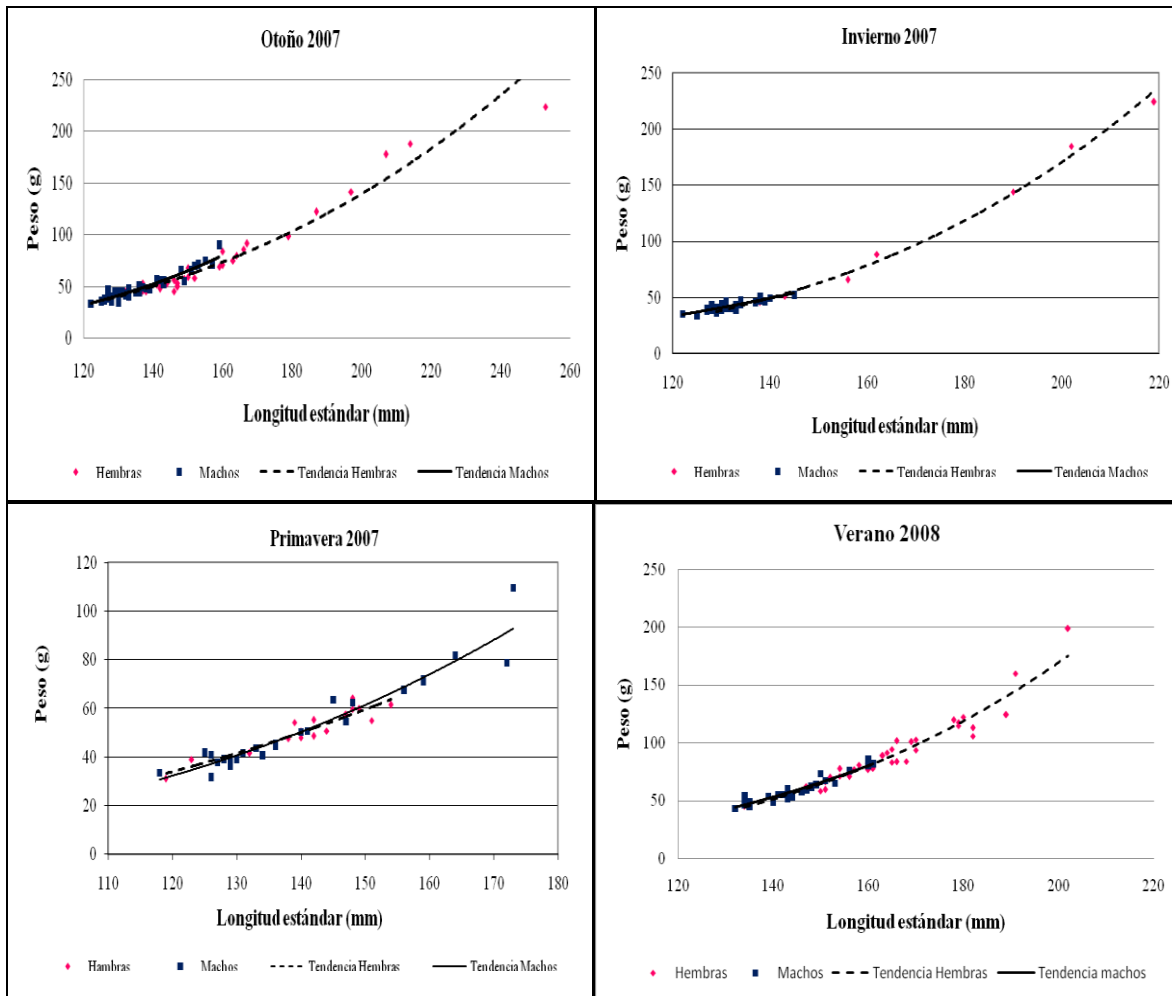 Otoño 2007
Peso (g)
250
200
150
100
50
0
120 140 160 180 200 220 240 260
Longitud estándar (mm)
Hembras Machos Tendencia Hembras Tendencia Machos
Invierno 2007
Peso (g)
250
200
150
100
50
0
120 140 160 180 200 220
Longitud estándar (mm)
Hembras Machos Tendencia Hembras Tendencia Machos
Primavera 2007
Peso (g)
120
100
80
60
40
20
0
110 120 130 140 150 160 170 180
Longitud estándar (mm)
Hambras Machos Tendencia Hembras Tendencia Machos
Verano 2008
Peso (g)
250
200
150
100
50
0
120 140 160 180 200 220
Longitud estándar (mm)
Hembras Machos Tendencia Hembras Tendencia machos